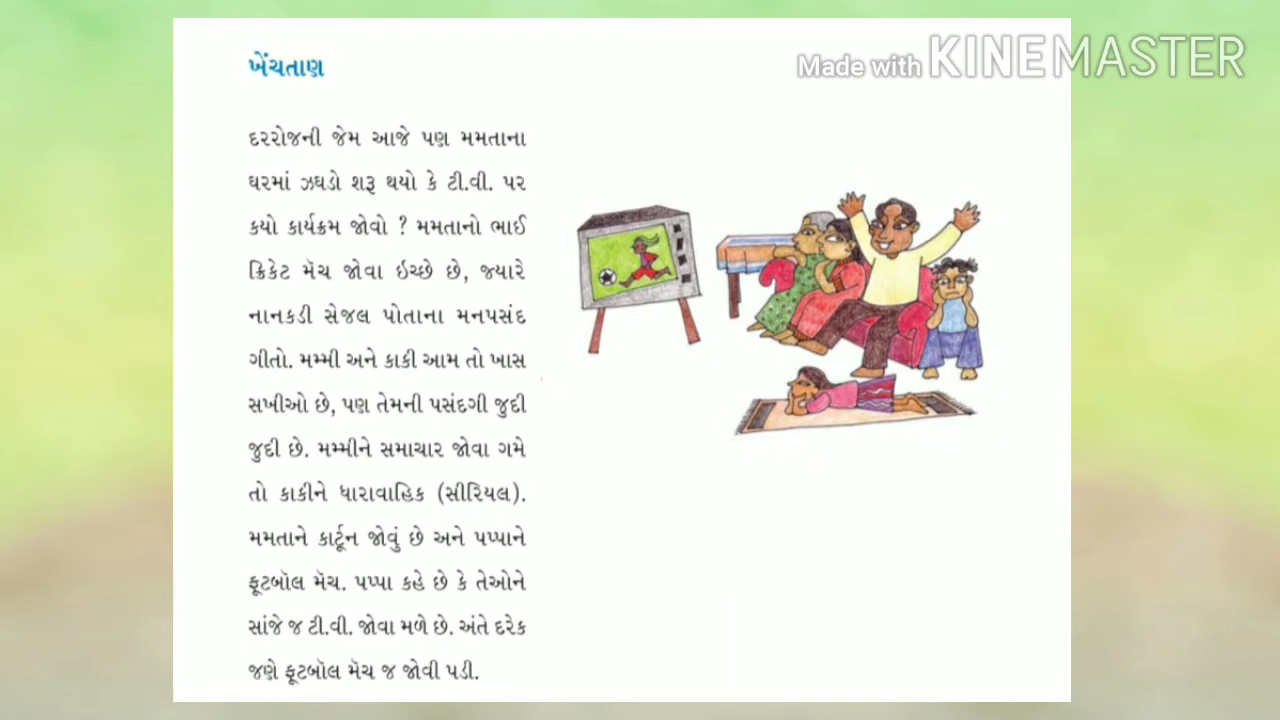 ખેંચતાણ
Made with KINEMASTER
દરરોજની જેમ આજે પણ મમતાના
ઘરમાં ઝઘડો શરૂ થયો કે ટી.વી. પર
કયો કાર્યક્રમ જોવો ? મમતાનો ભાઈ
ક્રિકેટ મૅચ જોવા ઇચ્છે છે, જ્યારે
નાનકડી સેજલ પોતાના મનપસંદ
ગીતો. મમ્મી અને કાકી આમ તો ખાસ
સખીઓ છે, પણ તેમની પસંદગી જુદી
જુદી છે. મમ્મીને સમાચાર જોવા ગમે
તો કાકીને ધારાવાહિક (સીરિયલ).
મમતાને કાર્ટૂન જોવું છે અને પપ્પાને
ફૂટબૉલ મૅચ. પપ્પા કહે છે કે તેઓને
સાંજે જ ટી.વી. જોવા મળે છે. અંતે દરેક
જણે ફૂટબૉલ મૅચ જ જોવી પડી.